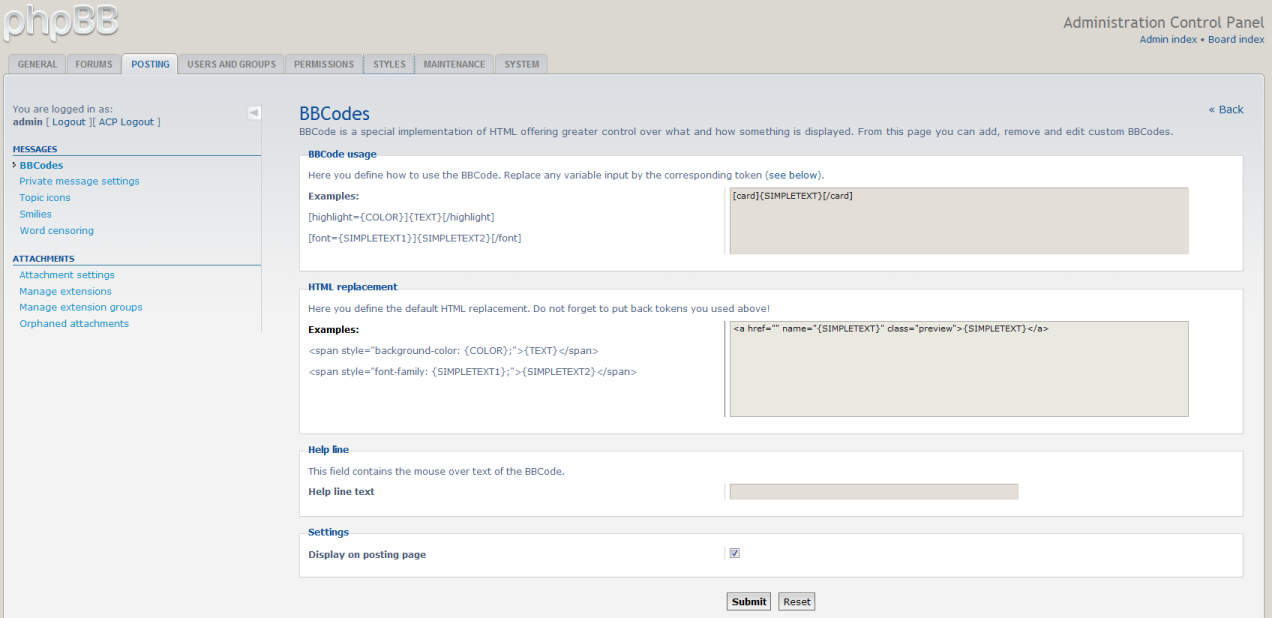 phpBB
Administration Control Panel
Admin index • Board index
GENERAL FORUMS POSTING USERS AND GROUPS PERMISSIONS STYLES MAINTENANCE SYSTEM
You are logged in as:
admin [ Logout ][ ACP Logout ]
MESSAGES
BBCodes
Private message settings
Topic icons
Smilies
Word censoring
ATTACHMENTS
Attachment settings
Manage extensions
Manage extension groups
Orphaned attachments
« Back
BBCodes
BBCode is a special implementation of HTML offering greater control over what and how something is displayed. From this page you can add, remove and edit custom BBCodes.
BBCode usage
Here you define how to use the BBCode. Replace any variable input by the corresponding token (see below).
Examples:
[highlight={COLOR}]{TEXT}[/highlight]
[font={SIMPLETEXT1}]{SIMPLETEXT2}[/font]
[card]{SIMPLETEXT}[/card]
HTML replacement
Here you define the default HTML replacement. Do not forget to put back tokens you used above!
Examples:
<span style="background-color: {COLOR};">{TEXT}</span>
<span style="font-family: {SIMPLETEXT1};">{SIMPLETEXT2}</span>
<a href="" name="{SIMPLETEXT}" class="preview">{SIMPLETEXT}</a>
Help line
This field contains the mouse over text of the BBCode.
Help line text
Settings
Display on posting page
Submit Reset